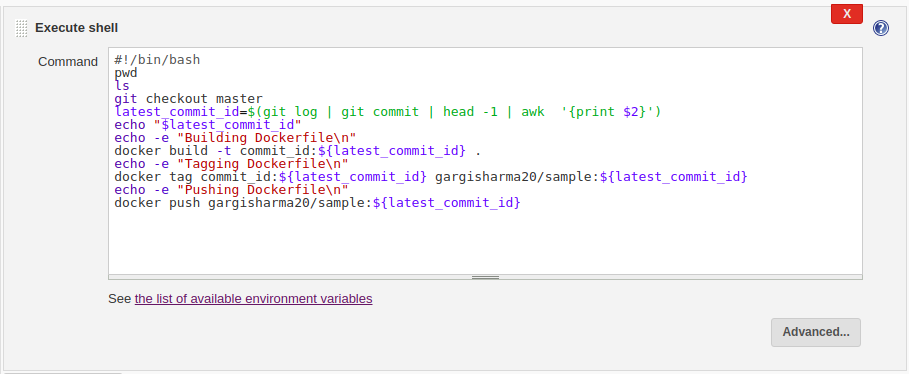 X
Execute shell
?
Command
#!/bin/bash
pwd
ls
git checkout master
latest_commit_id=$(git log | git commit | head -1 | awk  '{print $2}')
echo "$latest_commit_id"
echo -e "Building Dockerfile\n"
docker build -t commit_id:${latest_commit_id} .
echo -e "Tagging Dockerfile\n"
docker tag commit_id:${latest_commit_id} gargisharma20/sample:${latest_commit_id}
echo -e "Pushing Dockerfile\n"
docker push gargisharma20/sample:${latest_commit_id}
See the list of available environment variables
Advanced...